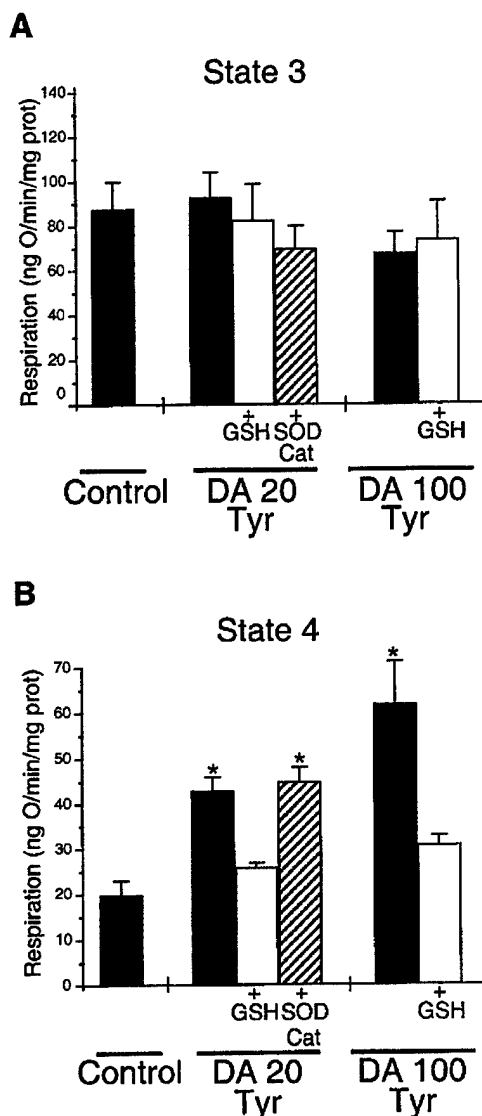 A
State 3
Respiration (ng O/min/mg prot)
140
120
100
80
60
40
20
0
+ +
GSH SOD
Cat
+
GSH
Control
DA 20
Tyr
DA 100
Tyr
B
State 4
Respiration (ng O/min/mg prot)
70
60
50
40
30
20
10
0
*
*
*
+ +
GSH SOD
Cat
+
GSH
Control
DA 20
Tyr
DA 100
Tyr